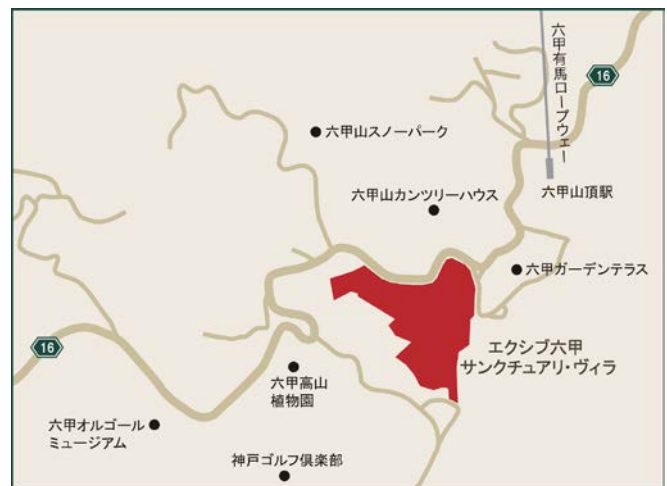 六甲有馬ロープウェー
16
六甲山スノーパーク
六甲山カンツリーハウス
六甲山頂駅
六甲ガーデンテラス
エクシブ六甲
サンクチュアリ・ヴィラ
16
六甲高山
植物園
六甲オルゴール
ミュージアム
神戸ゴルフ倶楽部